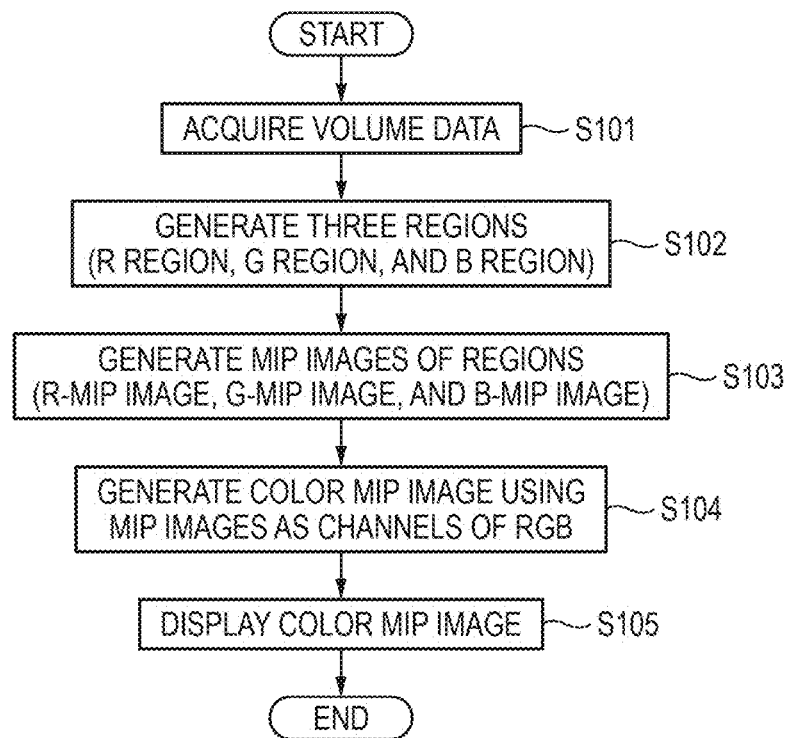 START
ACQUIRE VOLUME DATA
S101
GENERATE THREE REGIONS
(R REGION, G REGION, AND B REGION)
S102
GENERATE MIP IMAGES OF REGIONS
(R-MIP IMAGE, G-MIP IMAGE, AND B-MIP IMAGE)
S103
GENERATE COLOR MIP IMAGE USING
MIP IMAGES AS CHANNELS OF RGB
S104
DISPLAY COLOR MIP IMAGE
S105
END